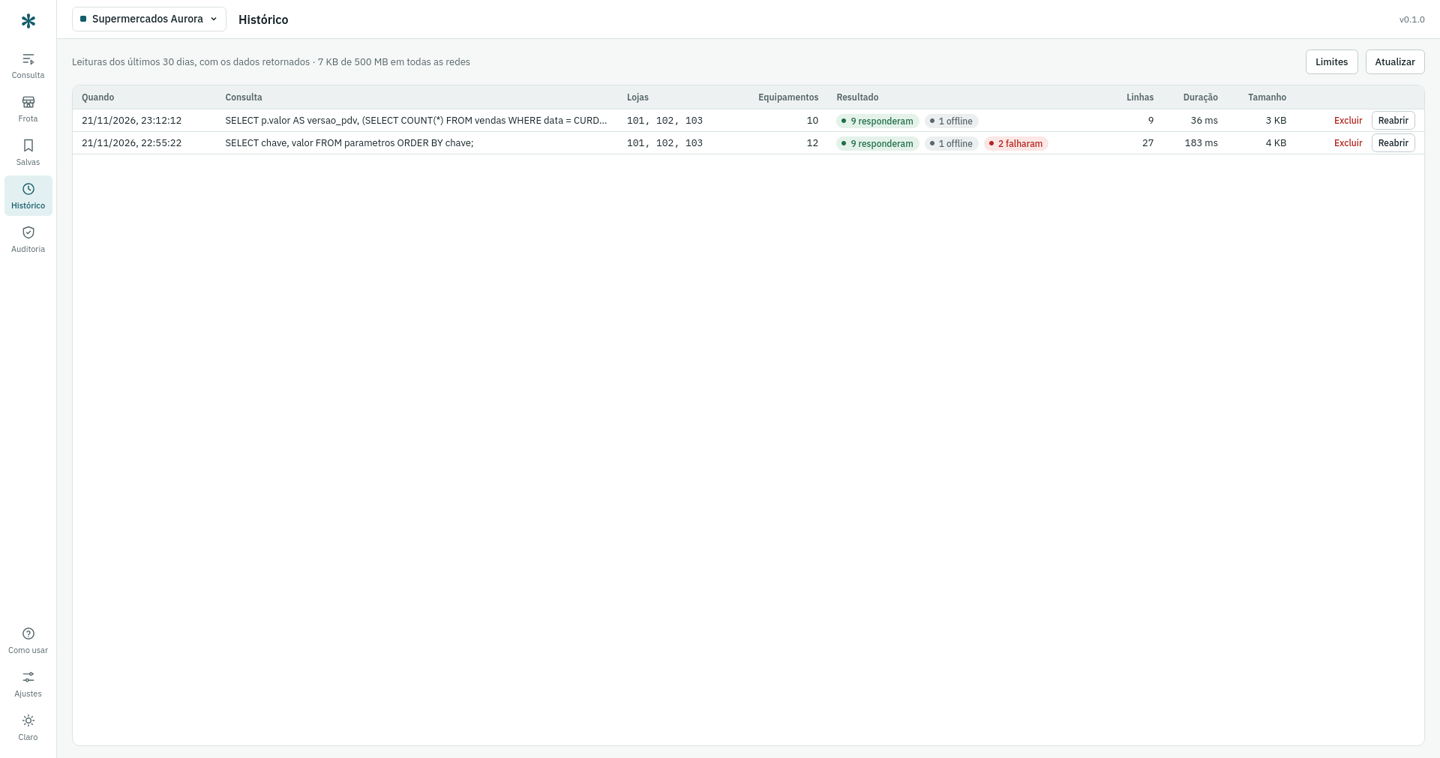 Supermercados Aurora
Histórico
v0.1.0
Consulta
Frota
Salvas
Histórico
Auditoria
Como usar
Ajustes
Claro
Leituras dos últimos 30 dias, com os dados retornados · 7 KB de 500 MB em todas as redes
Limites
Atualizar
Quando Consulta Lojas Equipamentos Resultado Linhas Duração Tamanho
21/11/2026, 23:12:12 SELECT p.valor AS versao_pdv, (SELECT COUNT(*) FROM vendas WHERE data = CURD... 101, 102, 103 10 9 responderam 1 offline 9 36 ms 3 KB Excluir Reabrir
21/11/2026, 22:55:22 SELECT chave, valor FROM parametros ORDER BY chave; 101, 102, 103 12 9 responderam 1 offline 2 falharam 27 183 ms 4 KB Excluir Reabrir